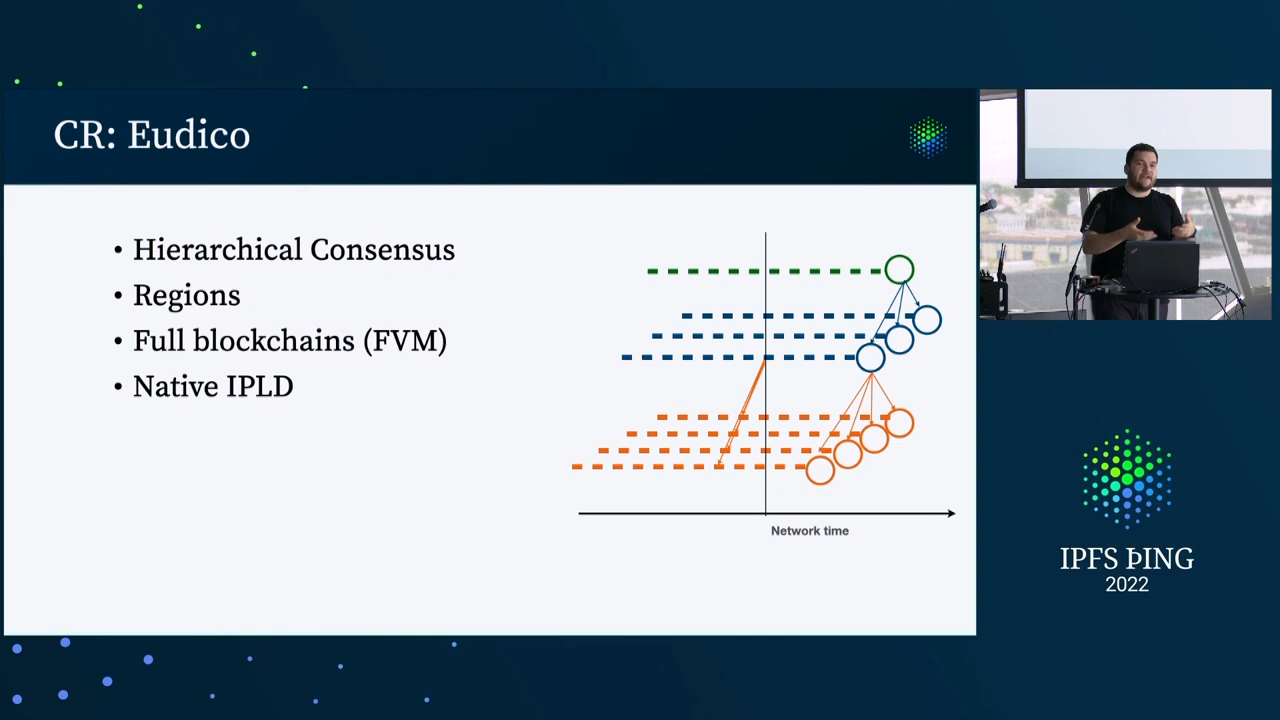 CR: Eudico
• Hierarchical Consensus
• Regions
• Full blockchains (FVM)
• Native IPLD
Network time
IPFS ÞING
2022